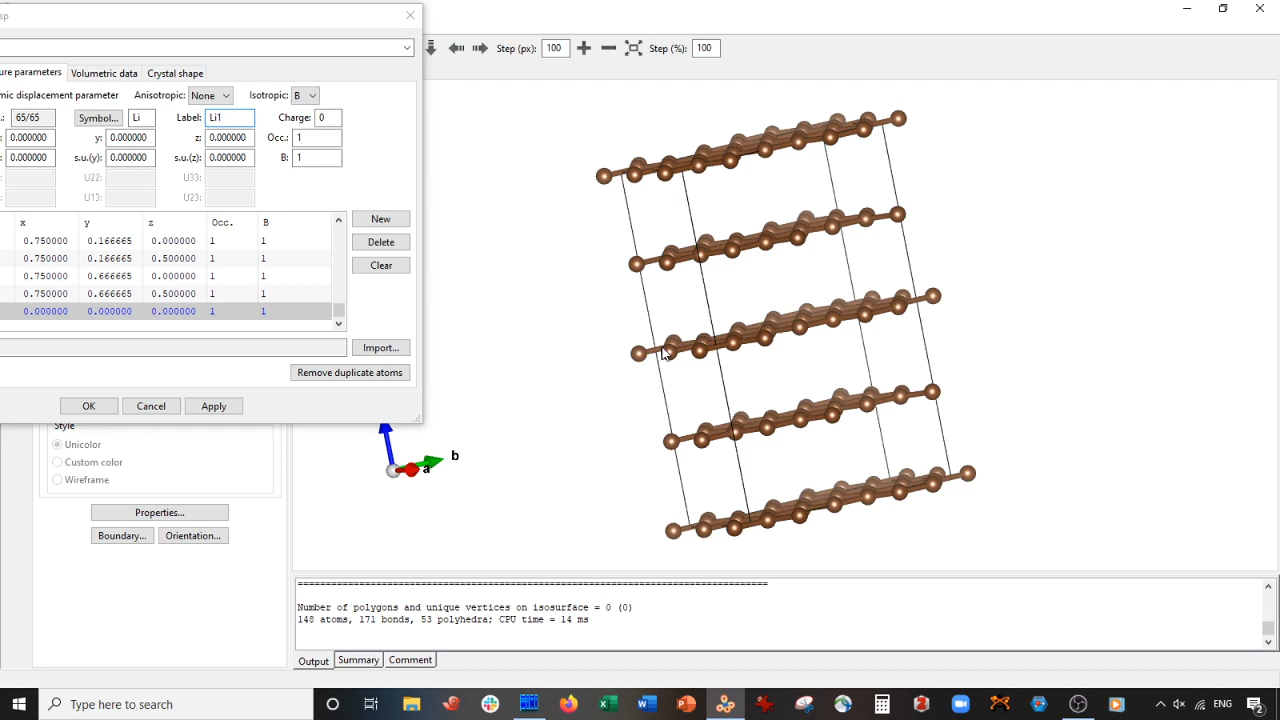 sp
Step (px): 100 Step (%): 100
ure parameters Volumetric data Crystal shape
mic displacement parameter Anisotropic: None Isotropic: B
.: 65/65 Symbol... Li Label: Li1 Charge: 0
: 0.000000 y: 0.000000 z: 0.000000 Occ.: 1
: 0.000000 s.u.(y): 0.000000 s.u.(z): 0.000000 B: 1
: U22: U33:
: U13: U23:
x y z Occ. B
New
0.750000 0.166665 0.000000 1 1
Delete
0.750000 0.166665 0.500000 1 1
Clear
0.750000 0.666665 0.000000 1 1
0.750000 0.666665 0.500000 1 1
0.000000 0.000000 0.000000 1 1
Import...
Remove duplicate atoms
OK Cancel Apply
Style
Unicolor
Custom color
Wireframe
Properties...
Boundary... Orientation...
b
a
================================================================================
Number of polygons and unique vertices on isosurface = 0 (0)
148 atoms, 171 bonds, 53 polyhedra; CPU time = 14 ms
Output Summary Comment
Type here to search
ENG
2